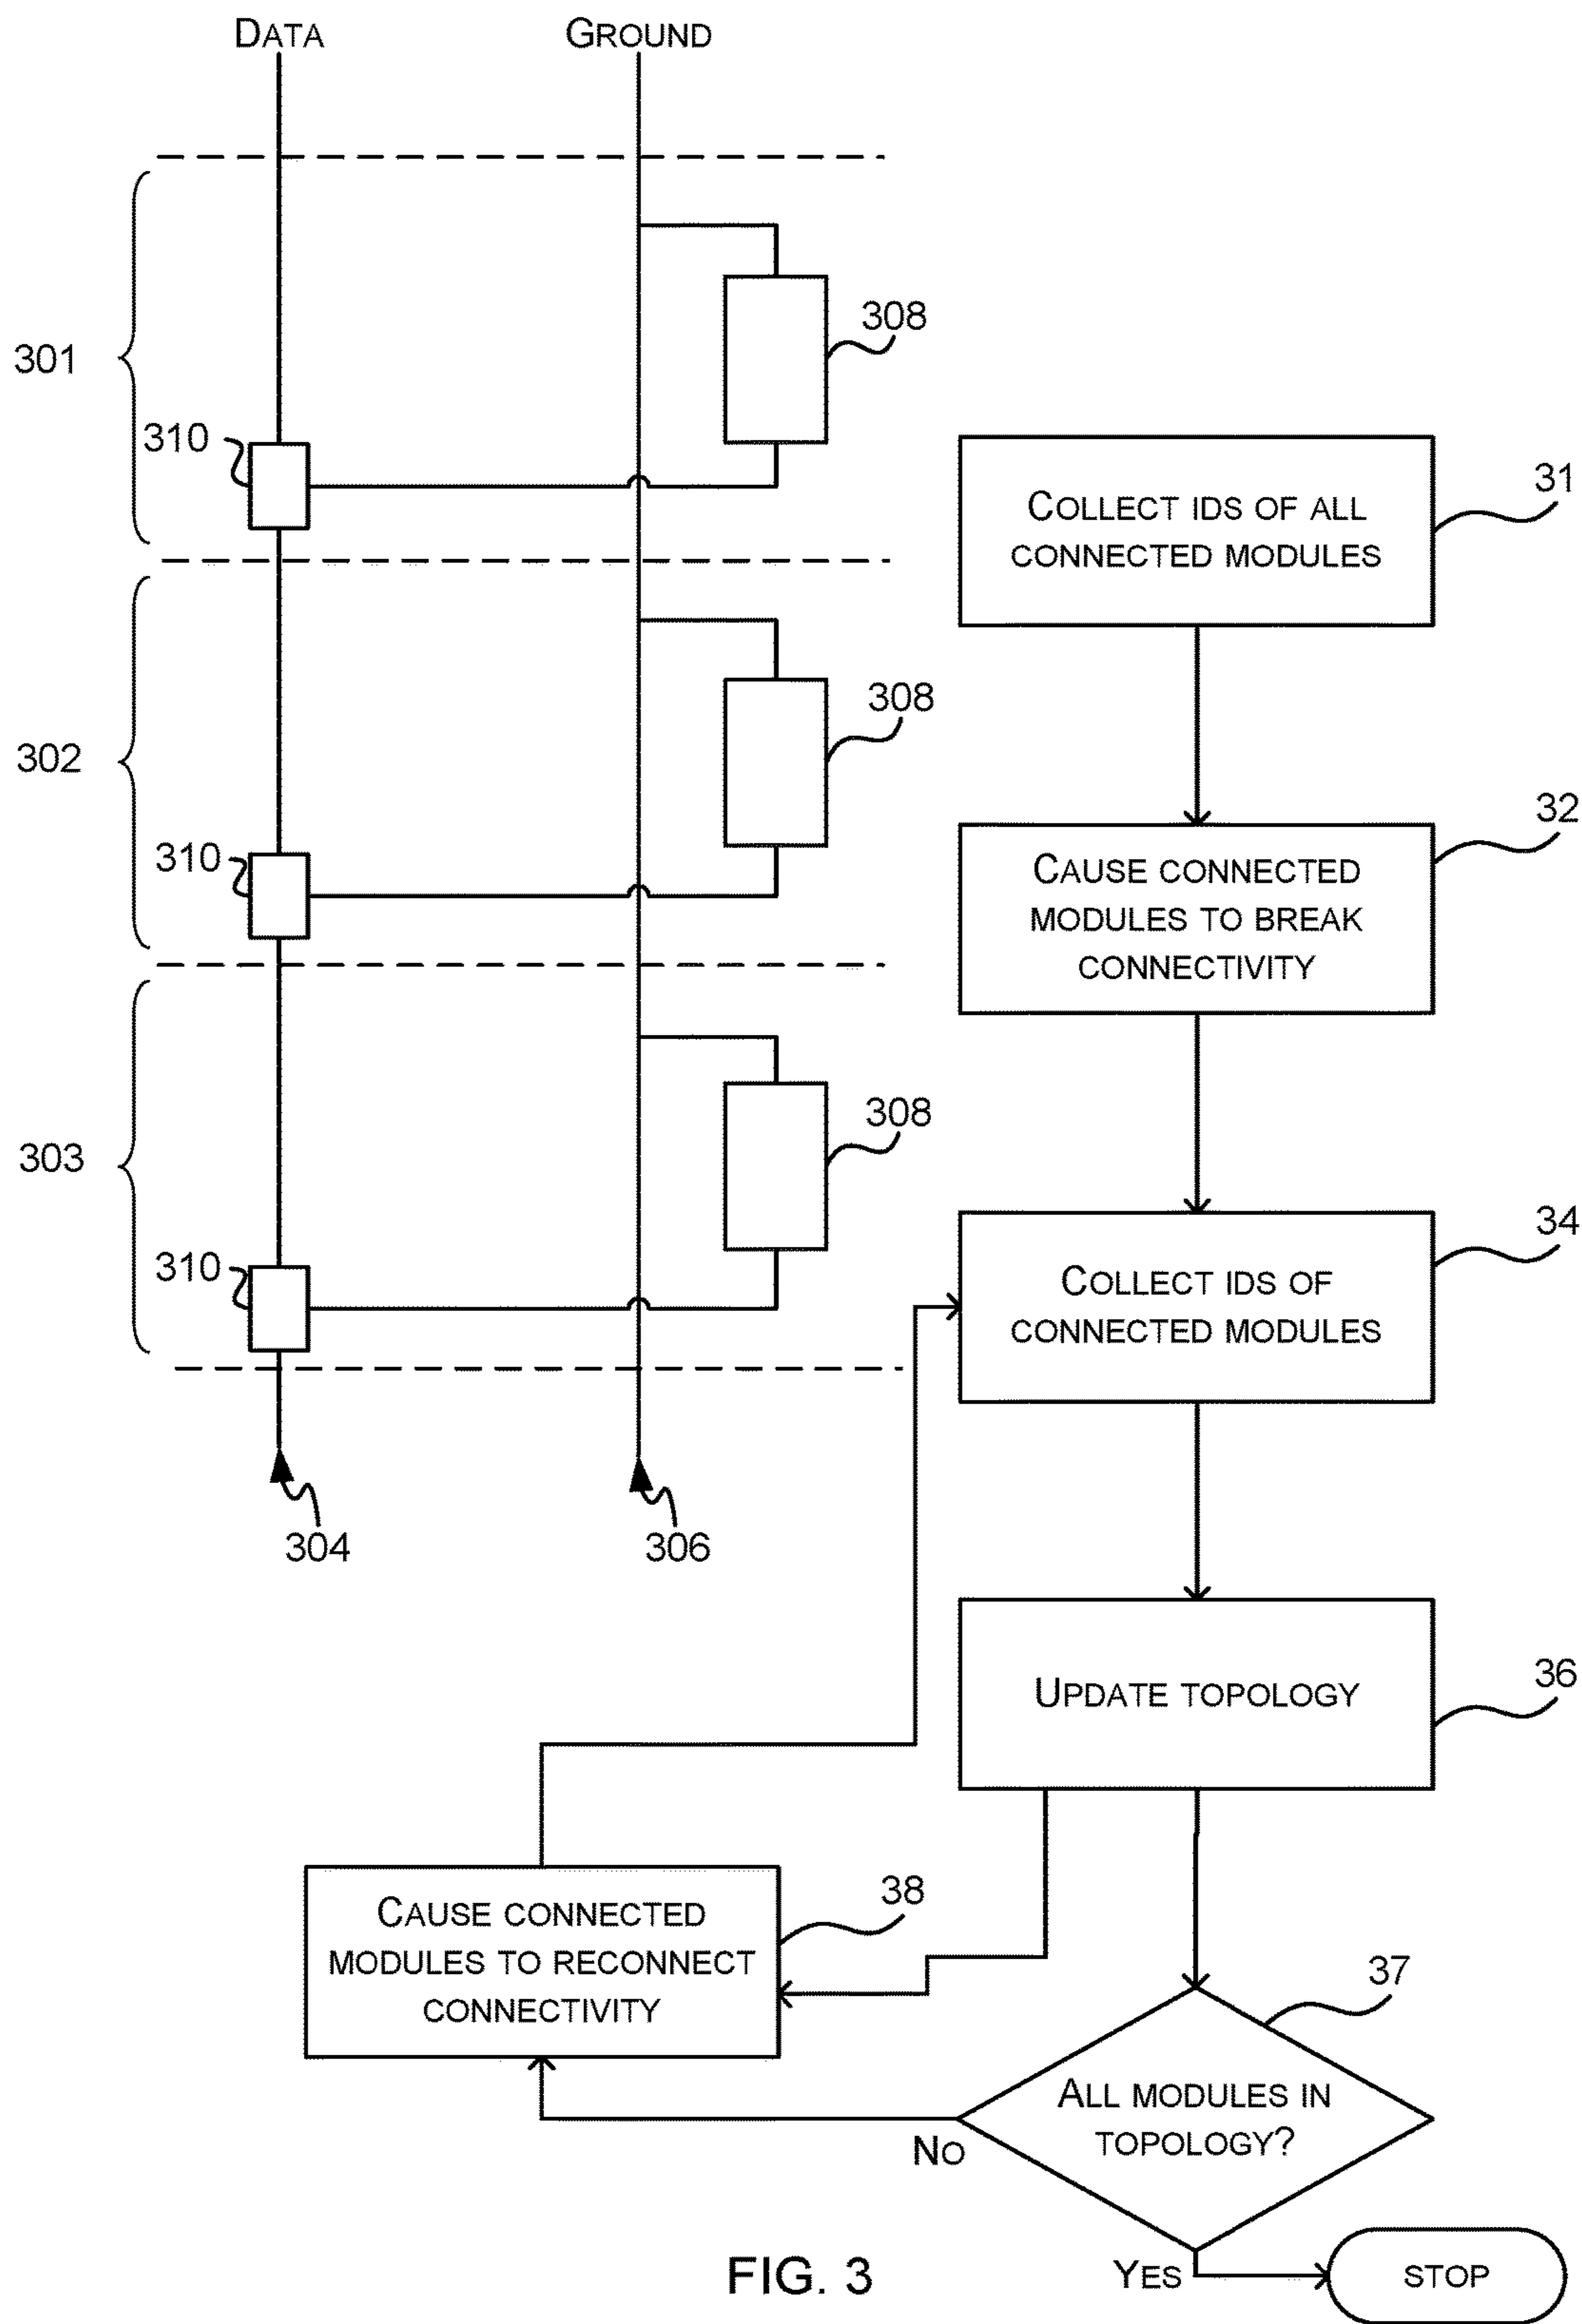 DATA
GROUND
308
301
310
31
COLLECT IDS OF ALL
CONNECTED MODULES
308
302
310
32
CAUSE CONNECTED
MODULES TO BREAK
CONNECTIVITY
308
303
310
34
COLLECT IDS OF
CONNECTED MODULES
304
306
36
UPDATE TOPOLOGY
38
CAUSE CONNECTED
MODULES TO RECONNECT
CONNECTIVITY
37
ALL MODULES IN
TOPOLOGY?
NO
YES
STOP
FIG. 3